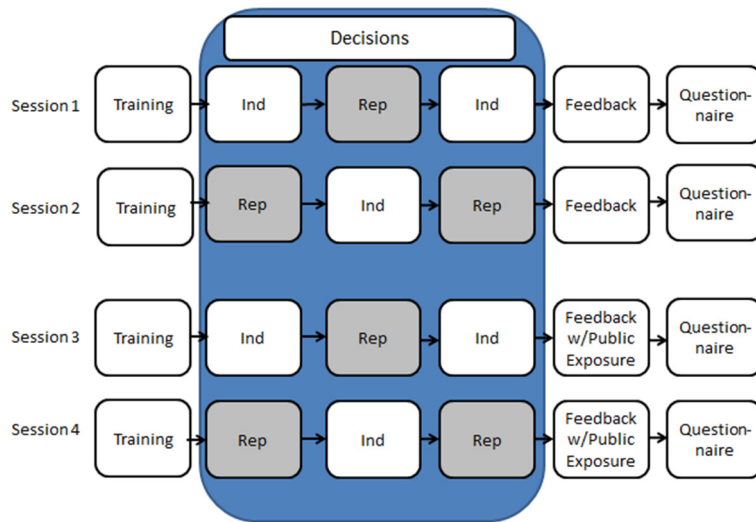 Decisions
Session 1
Training
Ind
Rep
Ind
Feedback
Question-
naire
Session 2
Training
Rep
Ind
Rep
Feedback
Question-
naire
Session 3
Training
Ind
Rep
Ind
Feedback
w/Public
Exposure
Question-
naire
Session 4
Training
Rep
Ind
Rep
Feedback
w/Public
Exposure
Question-
naire